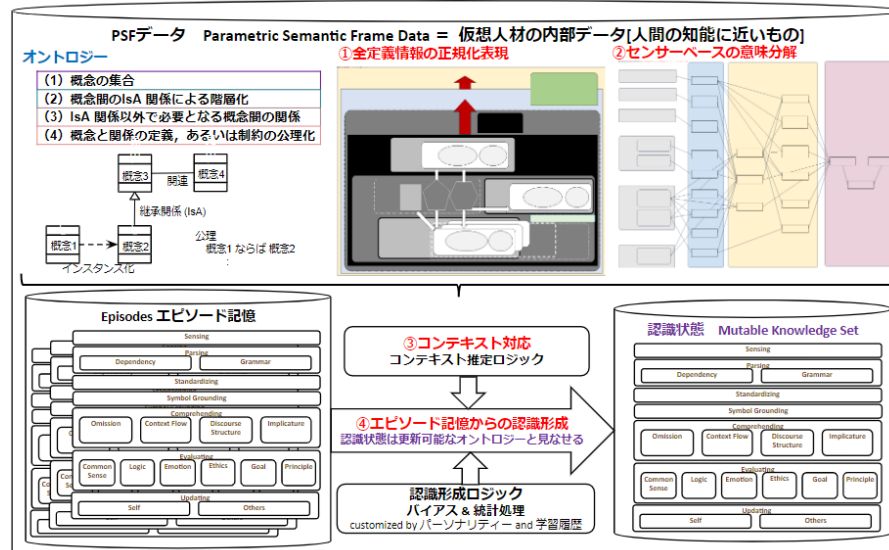 PSFデータ Parametric Semantic Frame Data = 仮想人材の内部データ[人間の知能に近いもの]
オントロジー
（1）概念の集合
（2）概念間のIsA 関係による階層化
（3）IsA 関係以外で必要となる概念間の関係
（4）概念と関係の定義，あるいは制約の公理化
概念3
概念4
関連
継承関係 (IsA)
概念1
概念2
インスタンス化
公理
概念1 ならば 概念2
:
①全定義情報の正規化表現
②センサーベースの意味分解
Episodes エピソード記憶
Sensing
Parsing
Dependency
Grammar
Standardizing
Symbol Grounding
Comprehending
Omission
Context Flow
Discourse
Structure
Implicature
Evaluating
Common
Sense
Logic
Emotion
Ethics
Goal
Principle
Updating
Self
Others
③コンテキスト対応
コンテキスト推定ロジック
④エピソード記憶からの認識形成
認識状態は更新可能なオントロジーと見なせる
認識形成ロジック
バイアス & 統計処理
customized by パーソナリティー and 学習履歴
認識状態 Mutable Knowledge Set
Sensing
Parsing
Dependency
Grammar
Standardizing
Symbol Grounding
Comprehending
Omission
Context Flow
Discourse
Structure
Implicature
Evaluating
Common
Sense
Logic
Emotion
Ethics
Goal
Principle
Updating
Self
Others